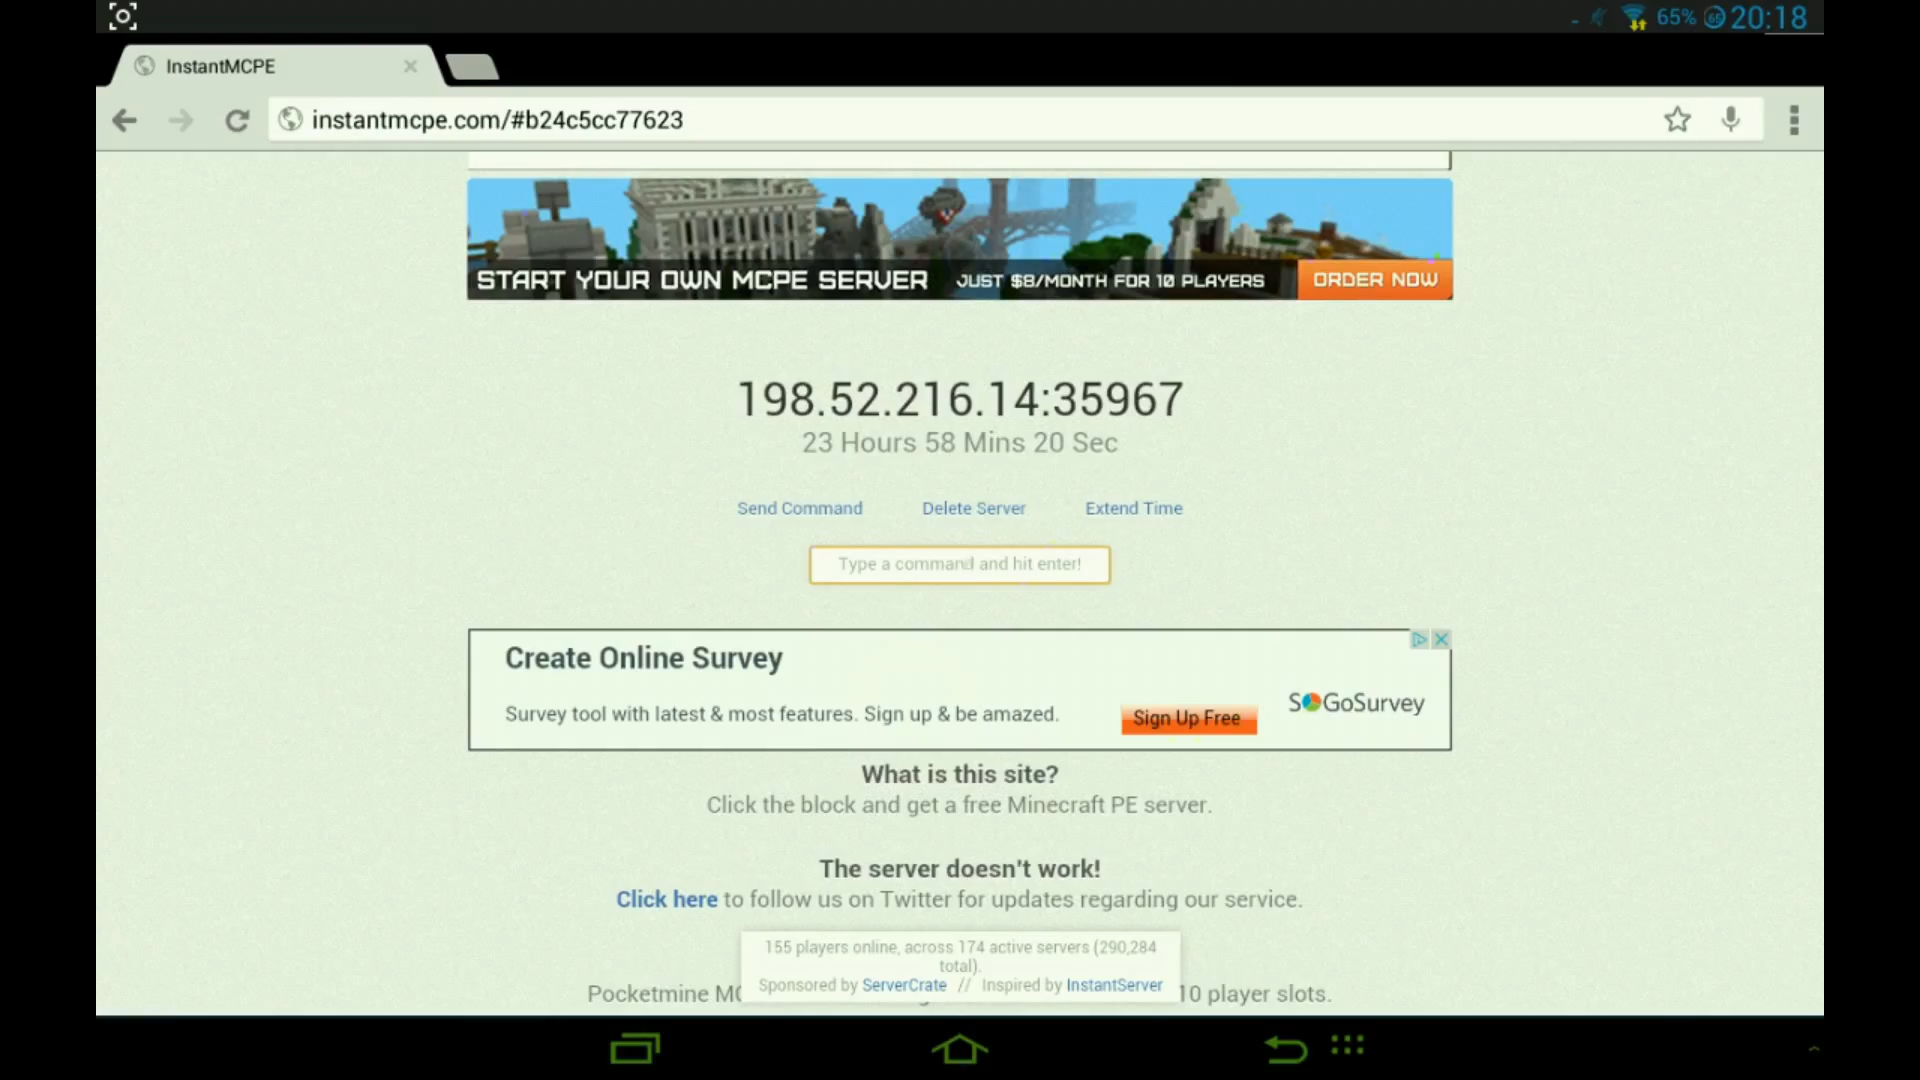 65% 65 20:18
InstantMCPE
instantmcpe.com/#b24c5cc77623
START YOUR OWN MCPE SERVER JUST $8/MONTH FOR 10 PLAYERS ORDER NOW
198.52.216.14:35967
23 Hours 58 Mins 20 Sec
Send Command Delete Server Extend Time
Type a command and hit enter!
Create Online Survey
Survey tool with latest & most features. Sign up & be amazed. Sign Up Free SoGoSurvey
What is this site?
Click the block and get a free Minecraft PE server.
The server doesn't work!
Click here to follow us on Twitter for updates regarding our service.
155 players online, across 174 active servers (290,284
total).
Sponsored by ServerCrate // Inspired by InstantServer
Pocketmine 10 player slots.